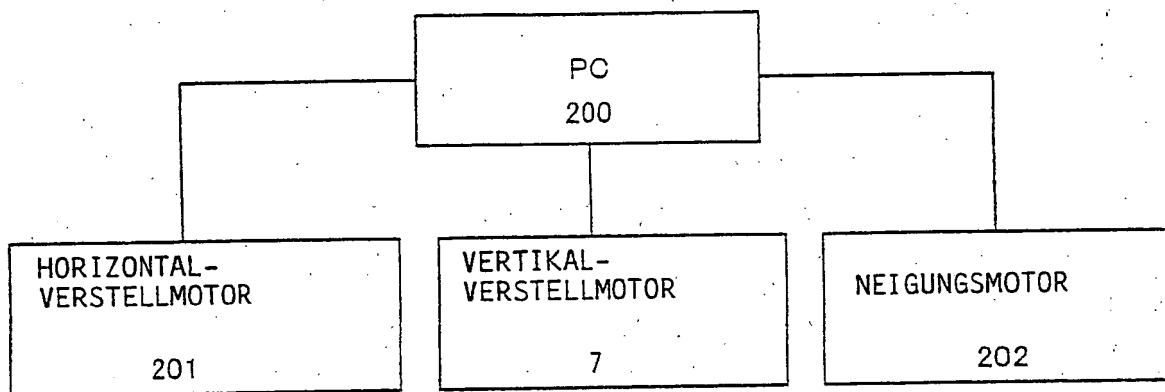 PC
200
HORIZONTAL-
VERSTELLMOTOR
201
VERTIKAL-
VERSTELLMOTOR
7
NEIGUNGSMOTOR
202